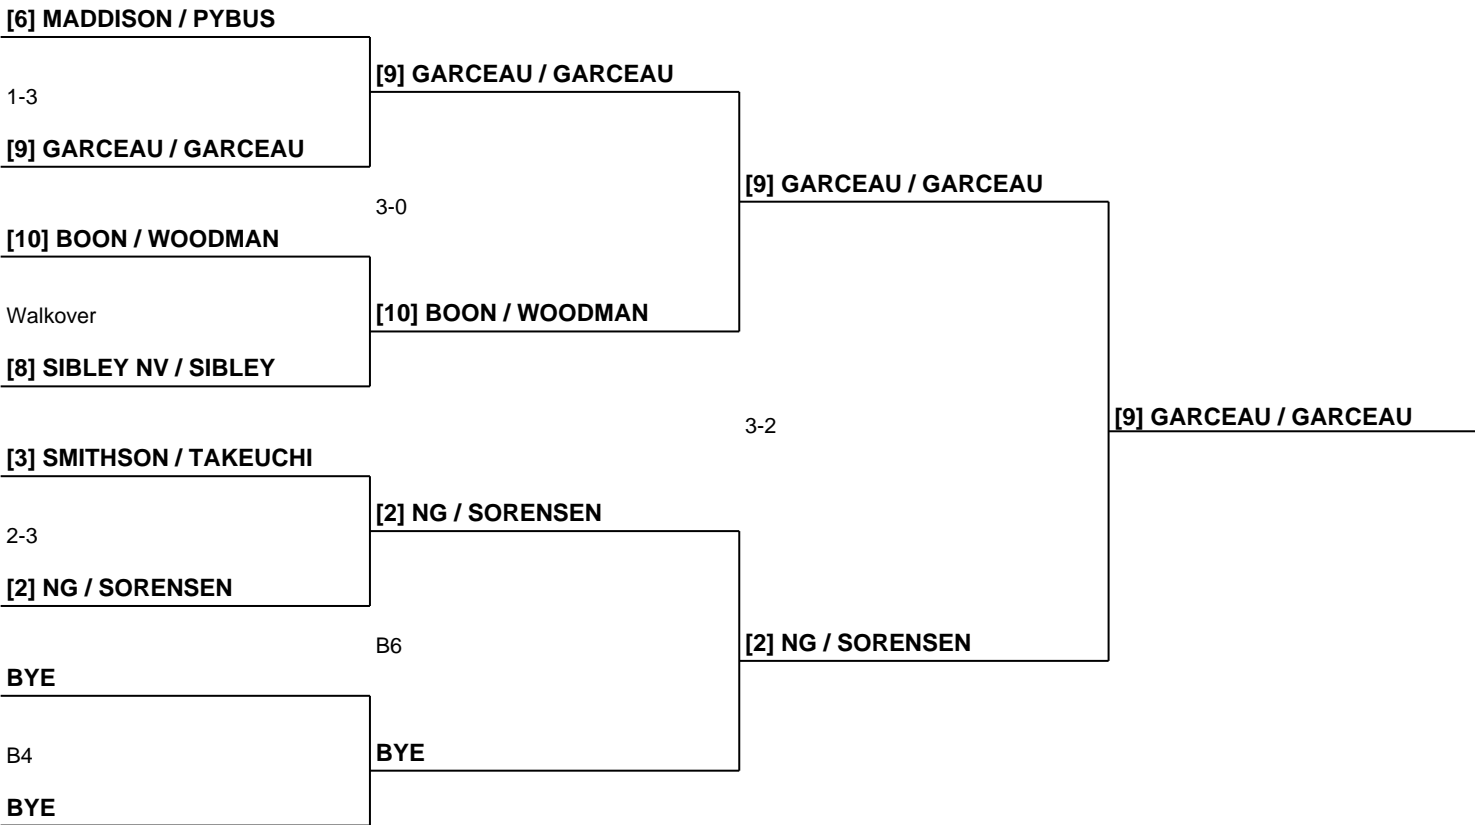 [6] MADDISON / PYBUS
1-3
[9] GARCEAU / GARCEAU
[10] BOON / WOODMAN
Walkover
[8] SIBLEY NV / SIBLEY
[3] SMITHSON / TAKEUCHI
2-3
[2] NG / SORENSEN
BYE
B4
BYE
[9] GARCEAU / GARCEAU
3-0
[10] BOON / WOODMAN
[2] NG / SORENSEN
B6
BYE
[9] GARCEAU / GARCEAU
3-2
[2] NG / SORENSEN
[9] GARCEAU / GARCEAU